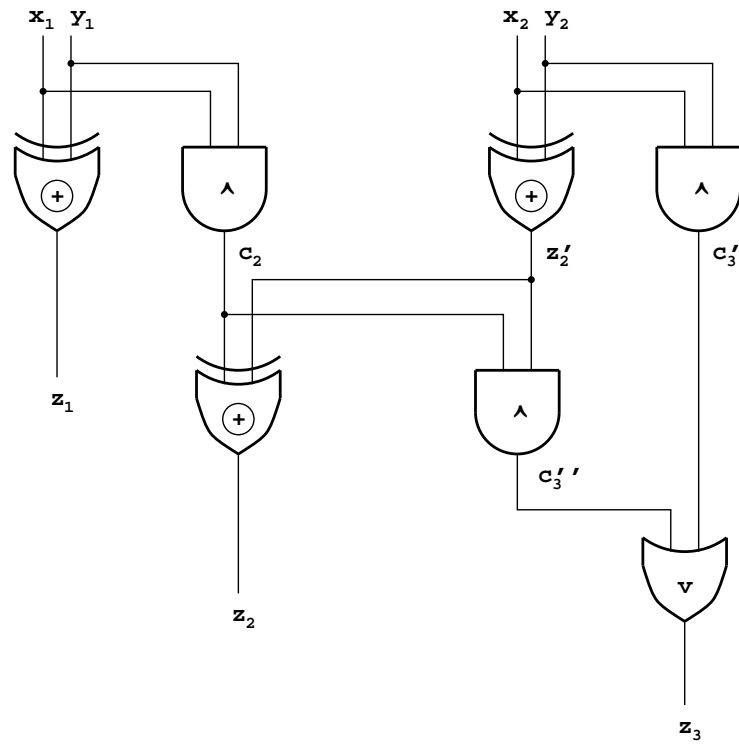 x₁ y₁ x₂ y₂
⊕ ⋏ ⊕ ⋏
c₂ z₂′ c₃′
⊕ ⋏
z₁
c₃′′
v
z₂
z₃